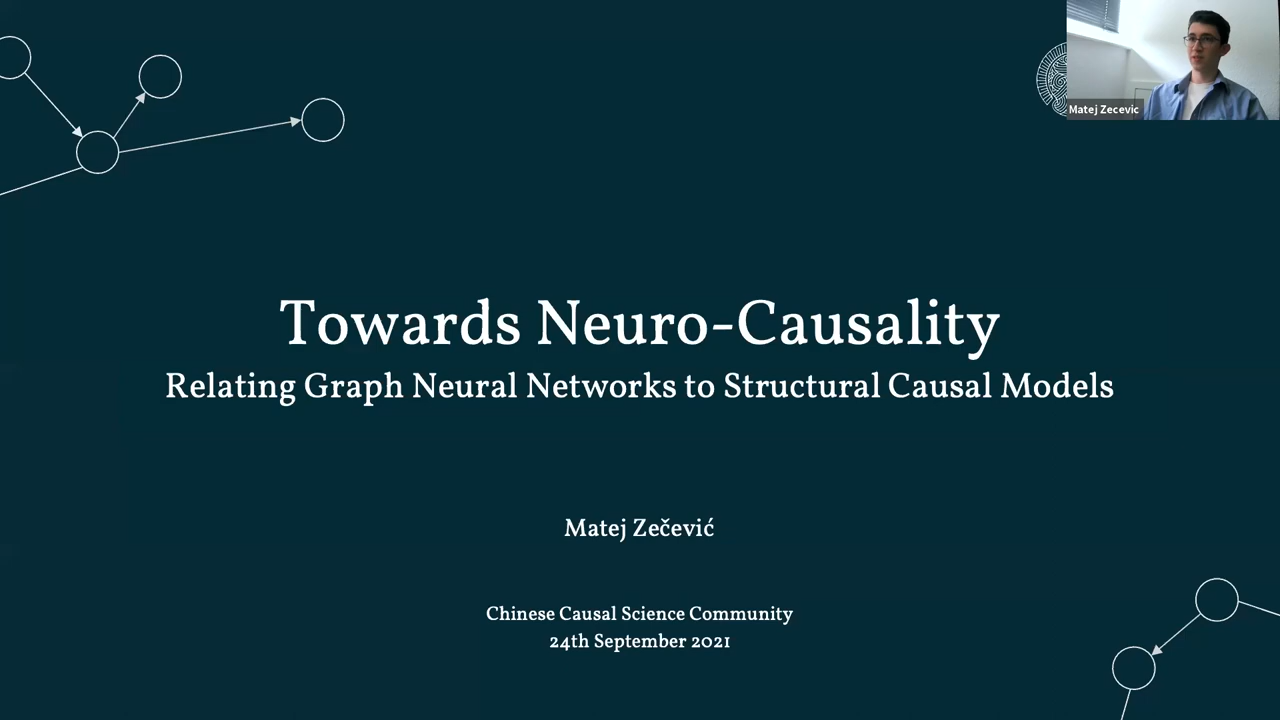 Matej Zecevic
Towards Neuro-Causality
Relating Graph Neural Networks to Structural Causal Models
Matej Zečević
Chinese Causal Science Community
24th September 2021